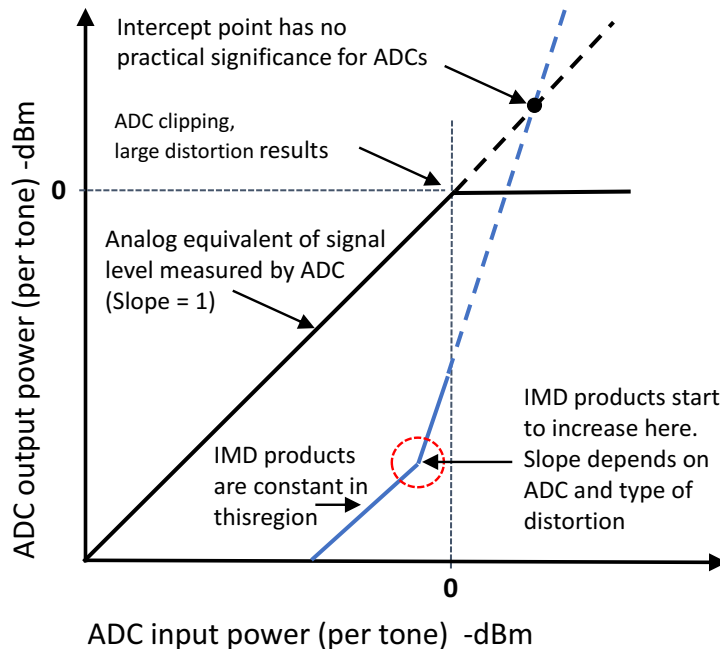 Intercept point has no
practical significance for ADCs
ADC clipping,
large distortion results
0
Analog equivalent of signal
level measured by ADC
(Slope = 1)
ADC output power (per tone) -dBm
IMD products start
to increase here.
Slope depends on
ADC and type of
distortion
IMD products
are constant in
thisregion
0
ADC input power (per tone) -dBm